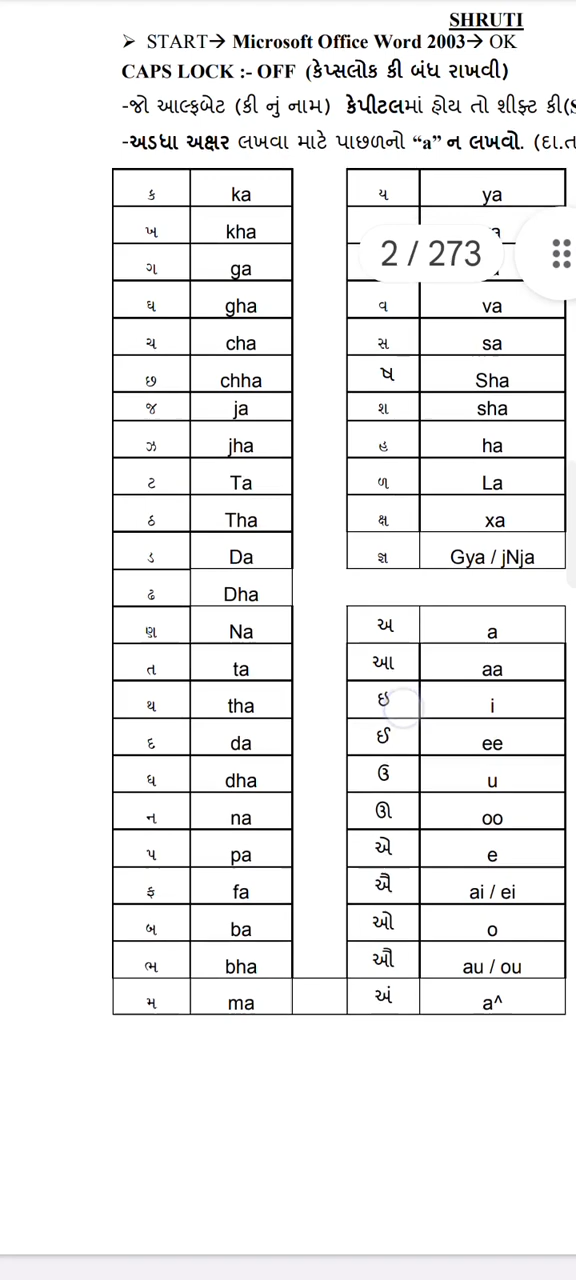 SHRUTI
➢ START→ Microsoft Office Word 2003→ OK
CAPS LOCK :- OFF (કેપ્સલોક કી બંધ રાખવી)
-જો આલ્ફબેટ (કી નું નામ) કેપીટલમાં હોય તો શીફ્ટ કી(S
-અડધા અક્ષર લખવા માટે પાછળનો “a” ન લખવો. (દા.ત
ક ka ય ya
ખ kha
2 / 273
ગ ga
ઘ gha વ va
ચ cha સ sa
છ chha ષ Sha
જ ja શ sha
ઝ jha હ ha
ટ Ta ળ La
ઠ Tha ક્ષ xa
ડ Da જ્ઞ Gya / jNja
ઢ Dha
ણ Na અ a
ત ta આ aa
થ tha ઇ i
દ da ઈ ee
ધ dha ઉ u
ન na ઊ oo
પ pa એ e
ફ fa ઐ ai / ei
બ ba ઓ o
ભ bha ઔ au / ou
મ ma અં a^